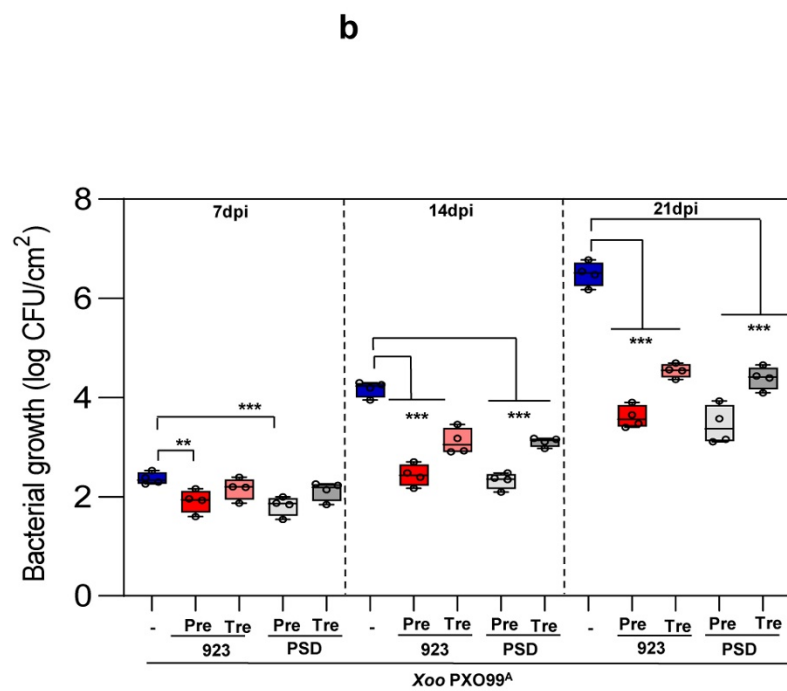 b
Bacterial growth (log CFU/cm²)
8
6
4
2
0
7dpi 14dpi 21dpi
** *** *** *** *** ***
- Pre Tre Pre Tre - Pre Tre Pre Tre - Pre Tre Pre Tre
923 PSD 923 PSD 923 PSD
Xoo PXO99ᴬ